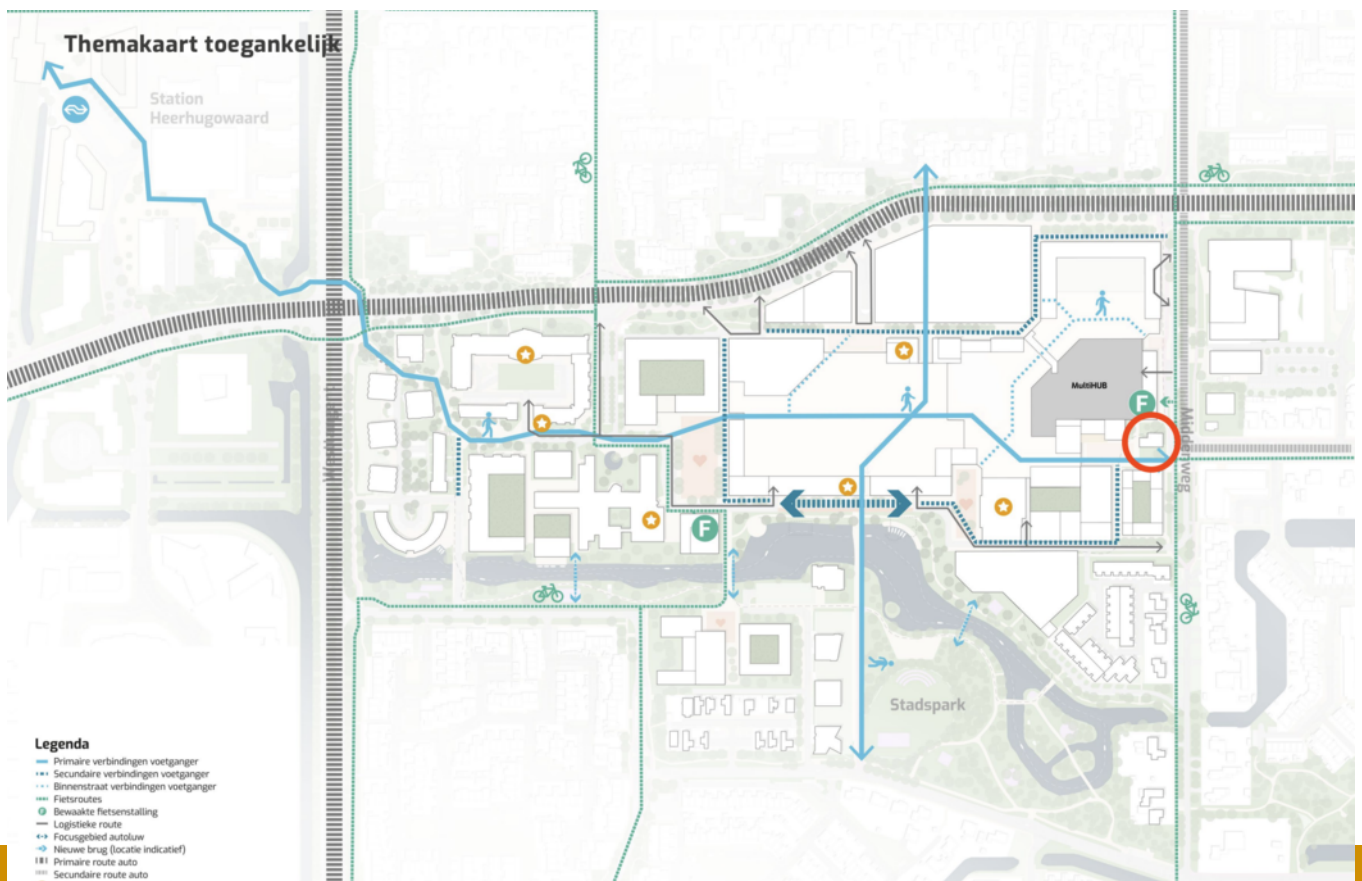 Themakaart toegankelijk
Station
Heerhugowaard
MultiHUB
F
Middenweg
F
Stadspark
Legenda
Primaire verbindingen voetganger
Secundaire verbindingen voetganger
Binnenstraat verbindingen voetganger
Fietsroutes
F Bewaakte fietsenstalling
Logistieke route
Focusgebied autoluw
Nieuwe brug (locatie indicatief)
Primaire route auto
Secundaire route auto